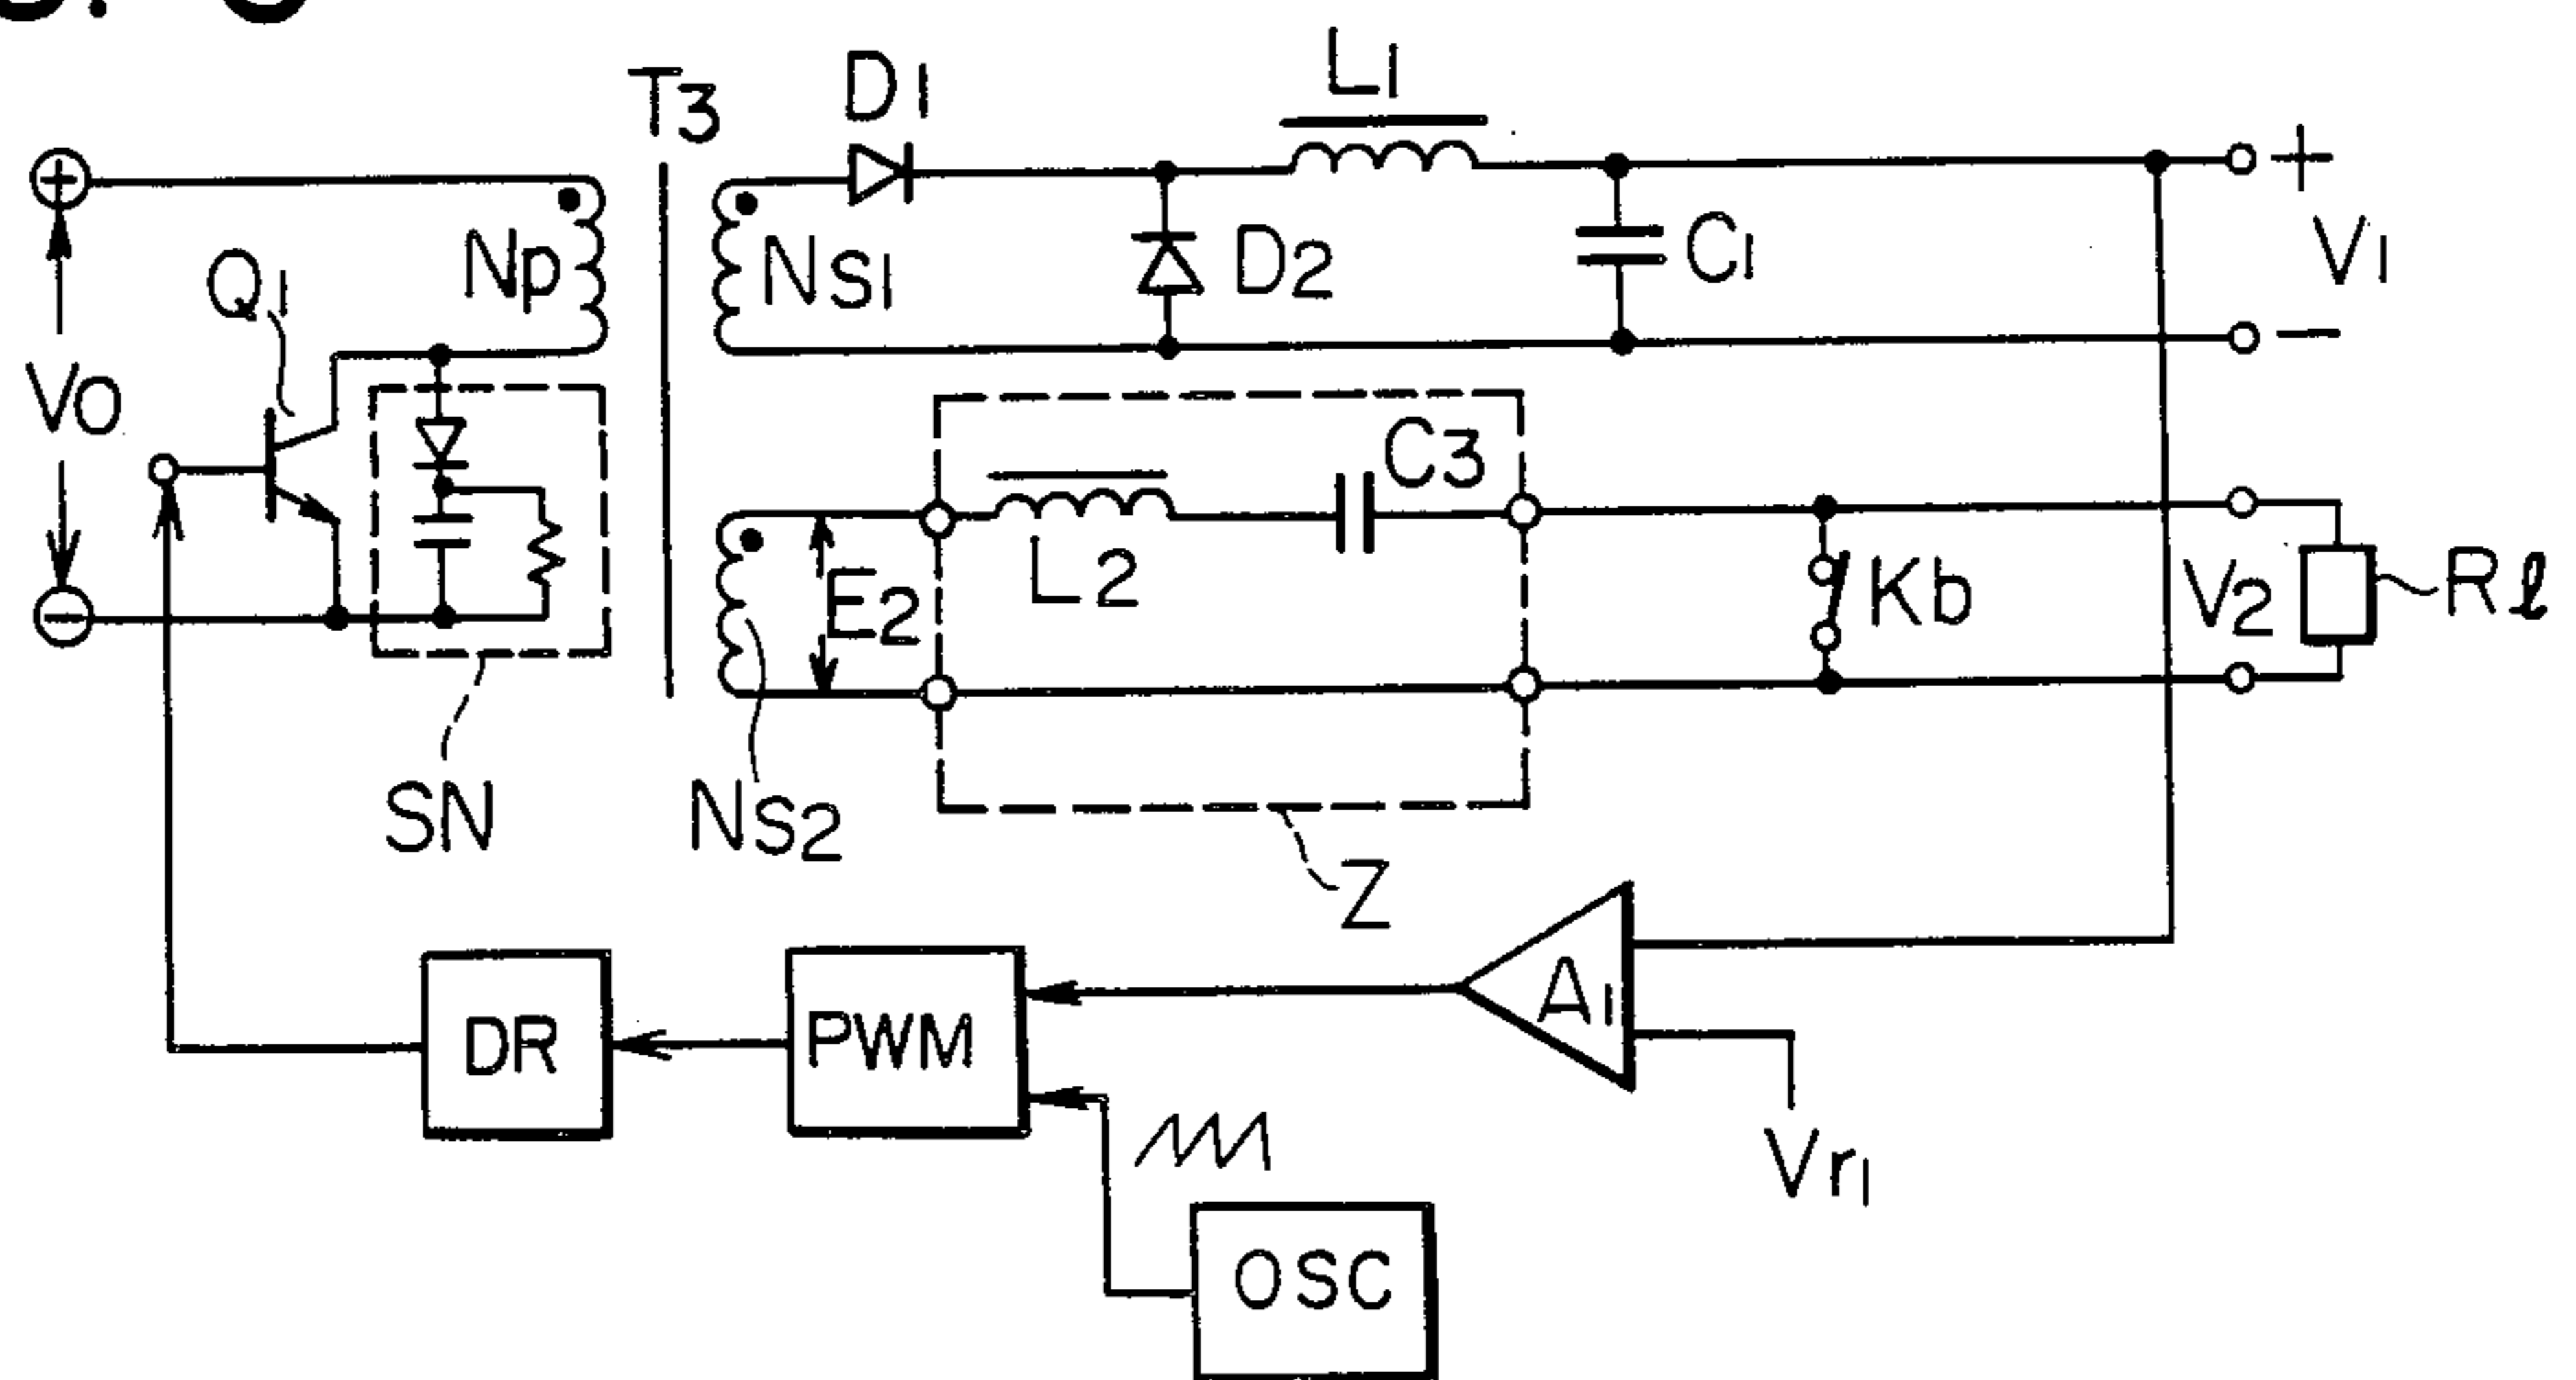 T3
D1
L1
+
Np
NS1
D2
C1
+
V1
-
Q1
V0
-
C3
L2
E2
Kb
V2
Rℓ
SN
NS2
Z
A1
DR
PWM
Vr1
OSC